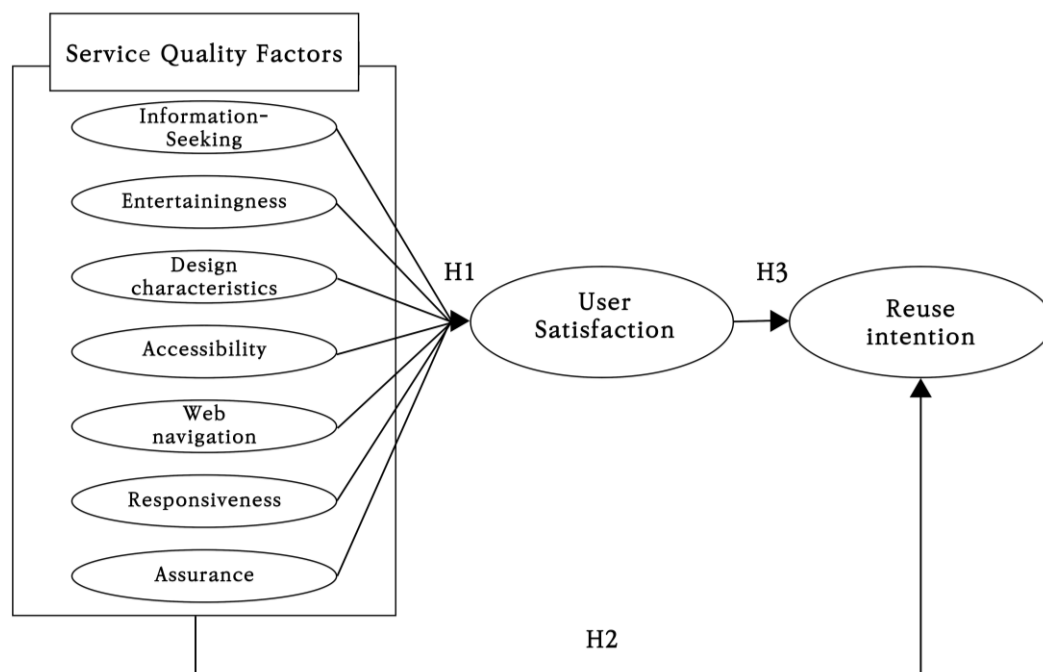 Service Quality Factors
Information-
Seeking
Entertainingness
Design
characteristics
Accessibility
Web
navigation
Responsiveness
Assurance
H1
User
Satisfaction
H3
Reuse
intention
H2